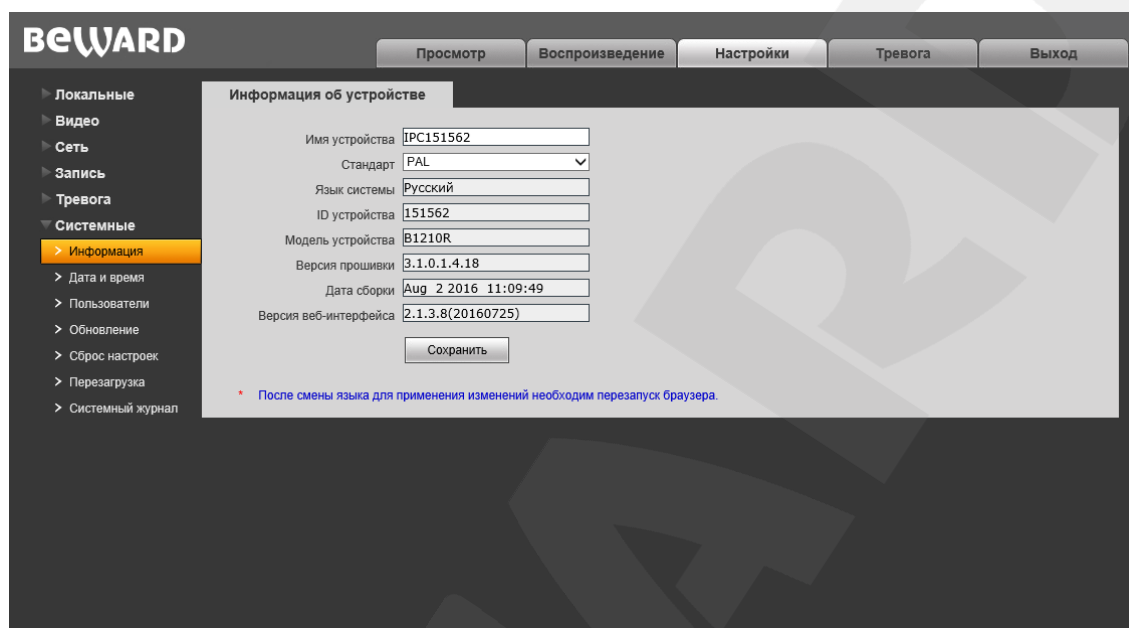 BEWARD
Просмотр Воспроизведение Настройки Тревога Выход
Локальные
Видео
Сеть
Запись
Тревога
Системные
Информация
Дата и время
Пользователи
Обновление
Сброс настроек
Перезагрузка
Системный журнал
Информация об устройстве
Имя устройства IPC151562
Стандарт PAL
Язык системы Русский
ID устройства 151562
Модель устройства B1210R
Версия прошивки 3.1.0.1.4.18
Дата сборки Aug 2 2016 11:09:49
Версия веб-интерфейса 2.1.3.8(20160725)
Сохранить
* После смены языка для применения изменений необходим перезапуск браузера.